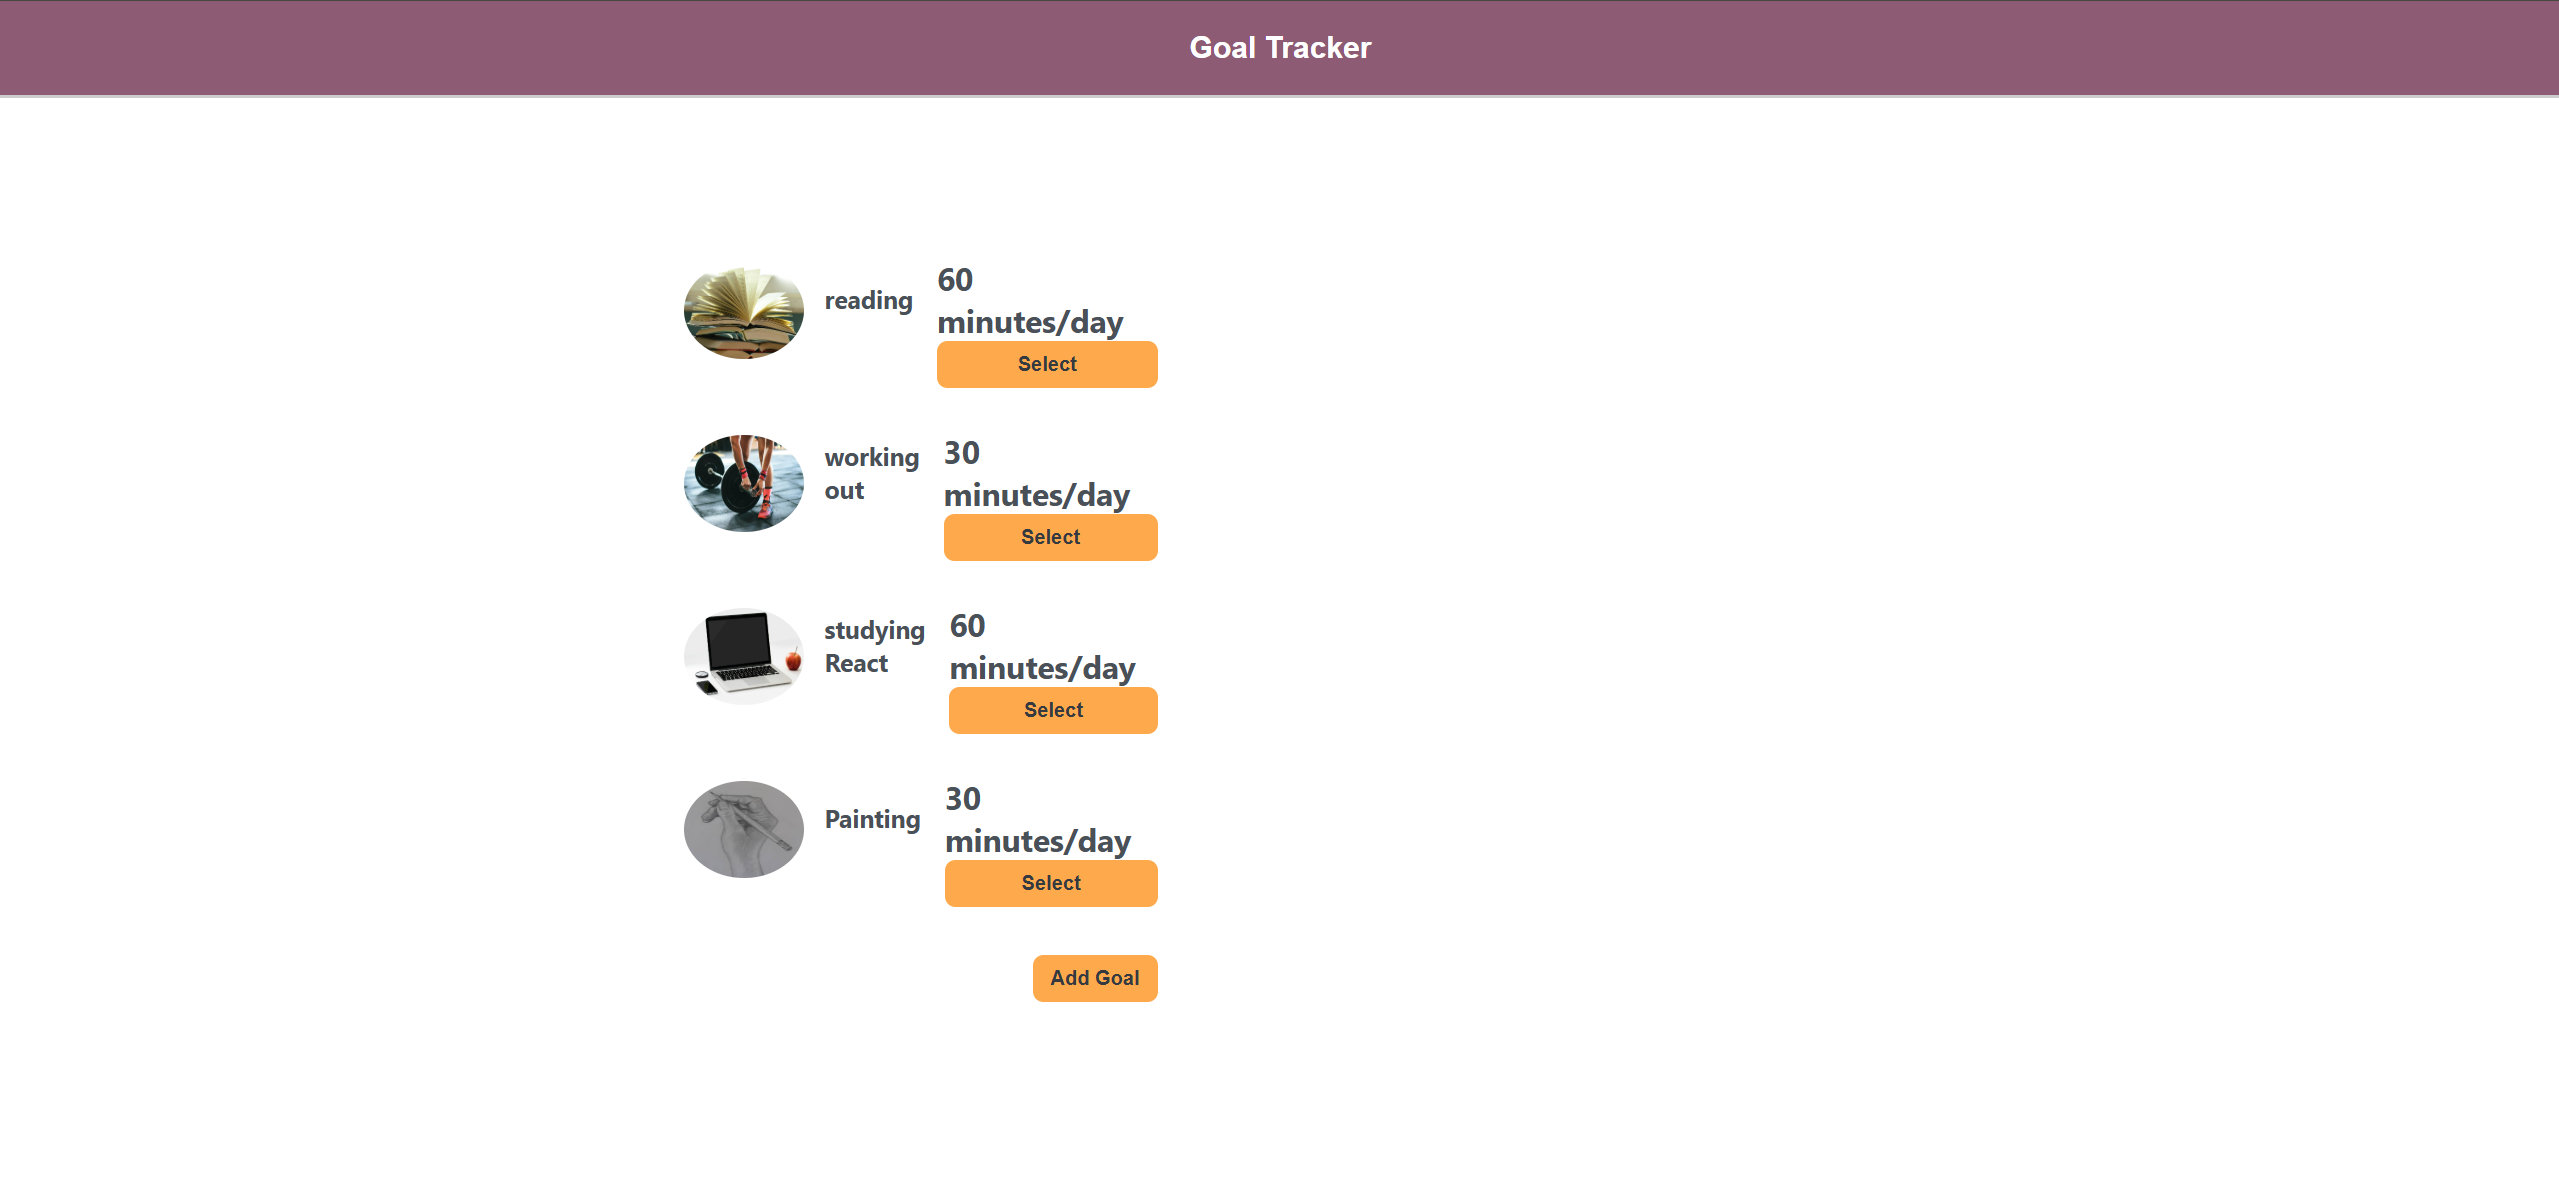 Goal Tracker
reading
60
minutes/day
Select
working
out
30
minutes/day
Select
studying
React
60
minutes/day
Select
Painting
30
minutes/day
Select
Add Goal